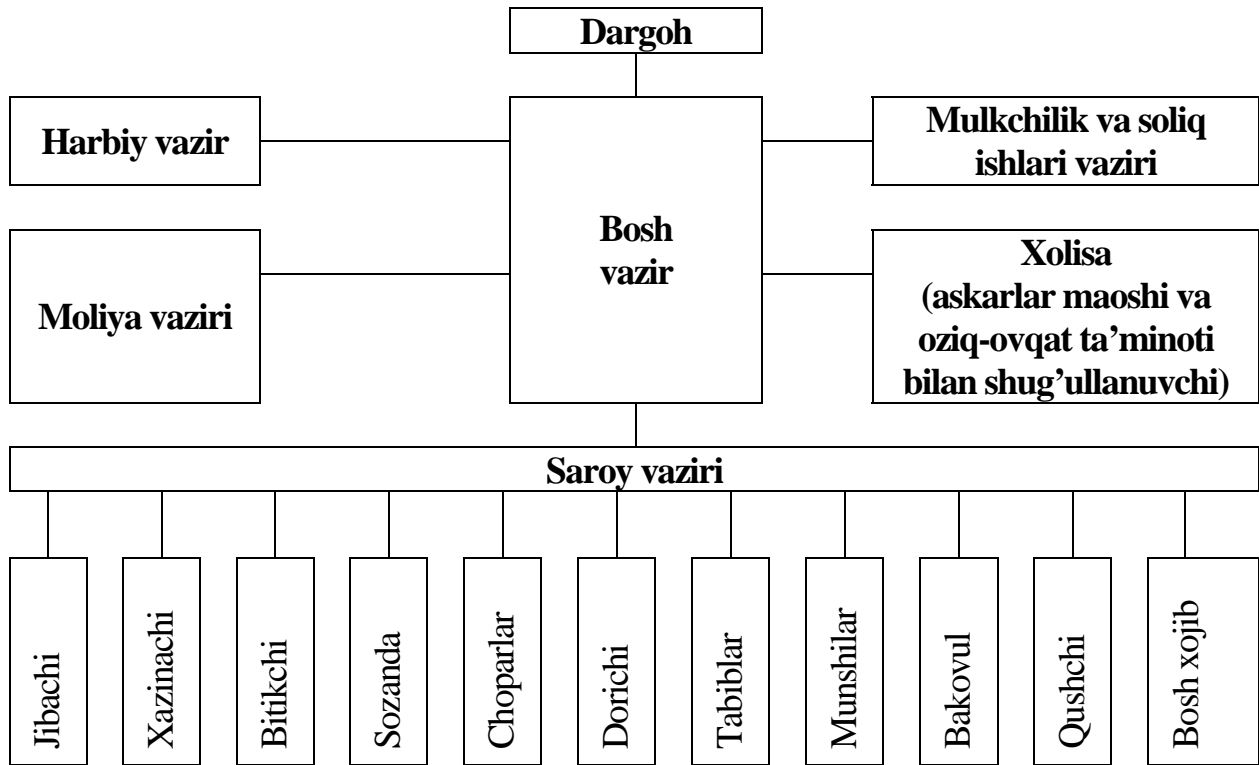 Dargoh
Harbiy vazir
Mulkchilik va soliq
ishlari vaziri
Bosh
vazir
Moliya vaziri
Xolisa
(askarlar maoshi va
oziq-ovqat ta’minoti
bilan shug’ullanuvchi)
Saroy vaziri
Jibachi
Xazinachi
Bitikchi
Sozanda
Choparlar
Dorichi
Tabiblar
Munshilar
Bakovul
Qushchi
Bosh xojib